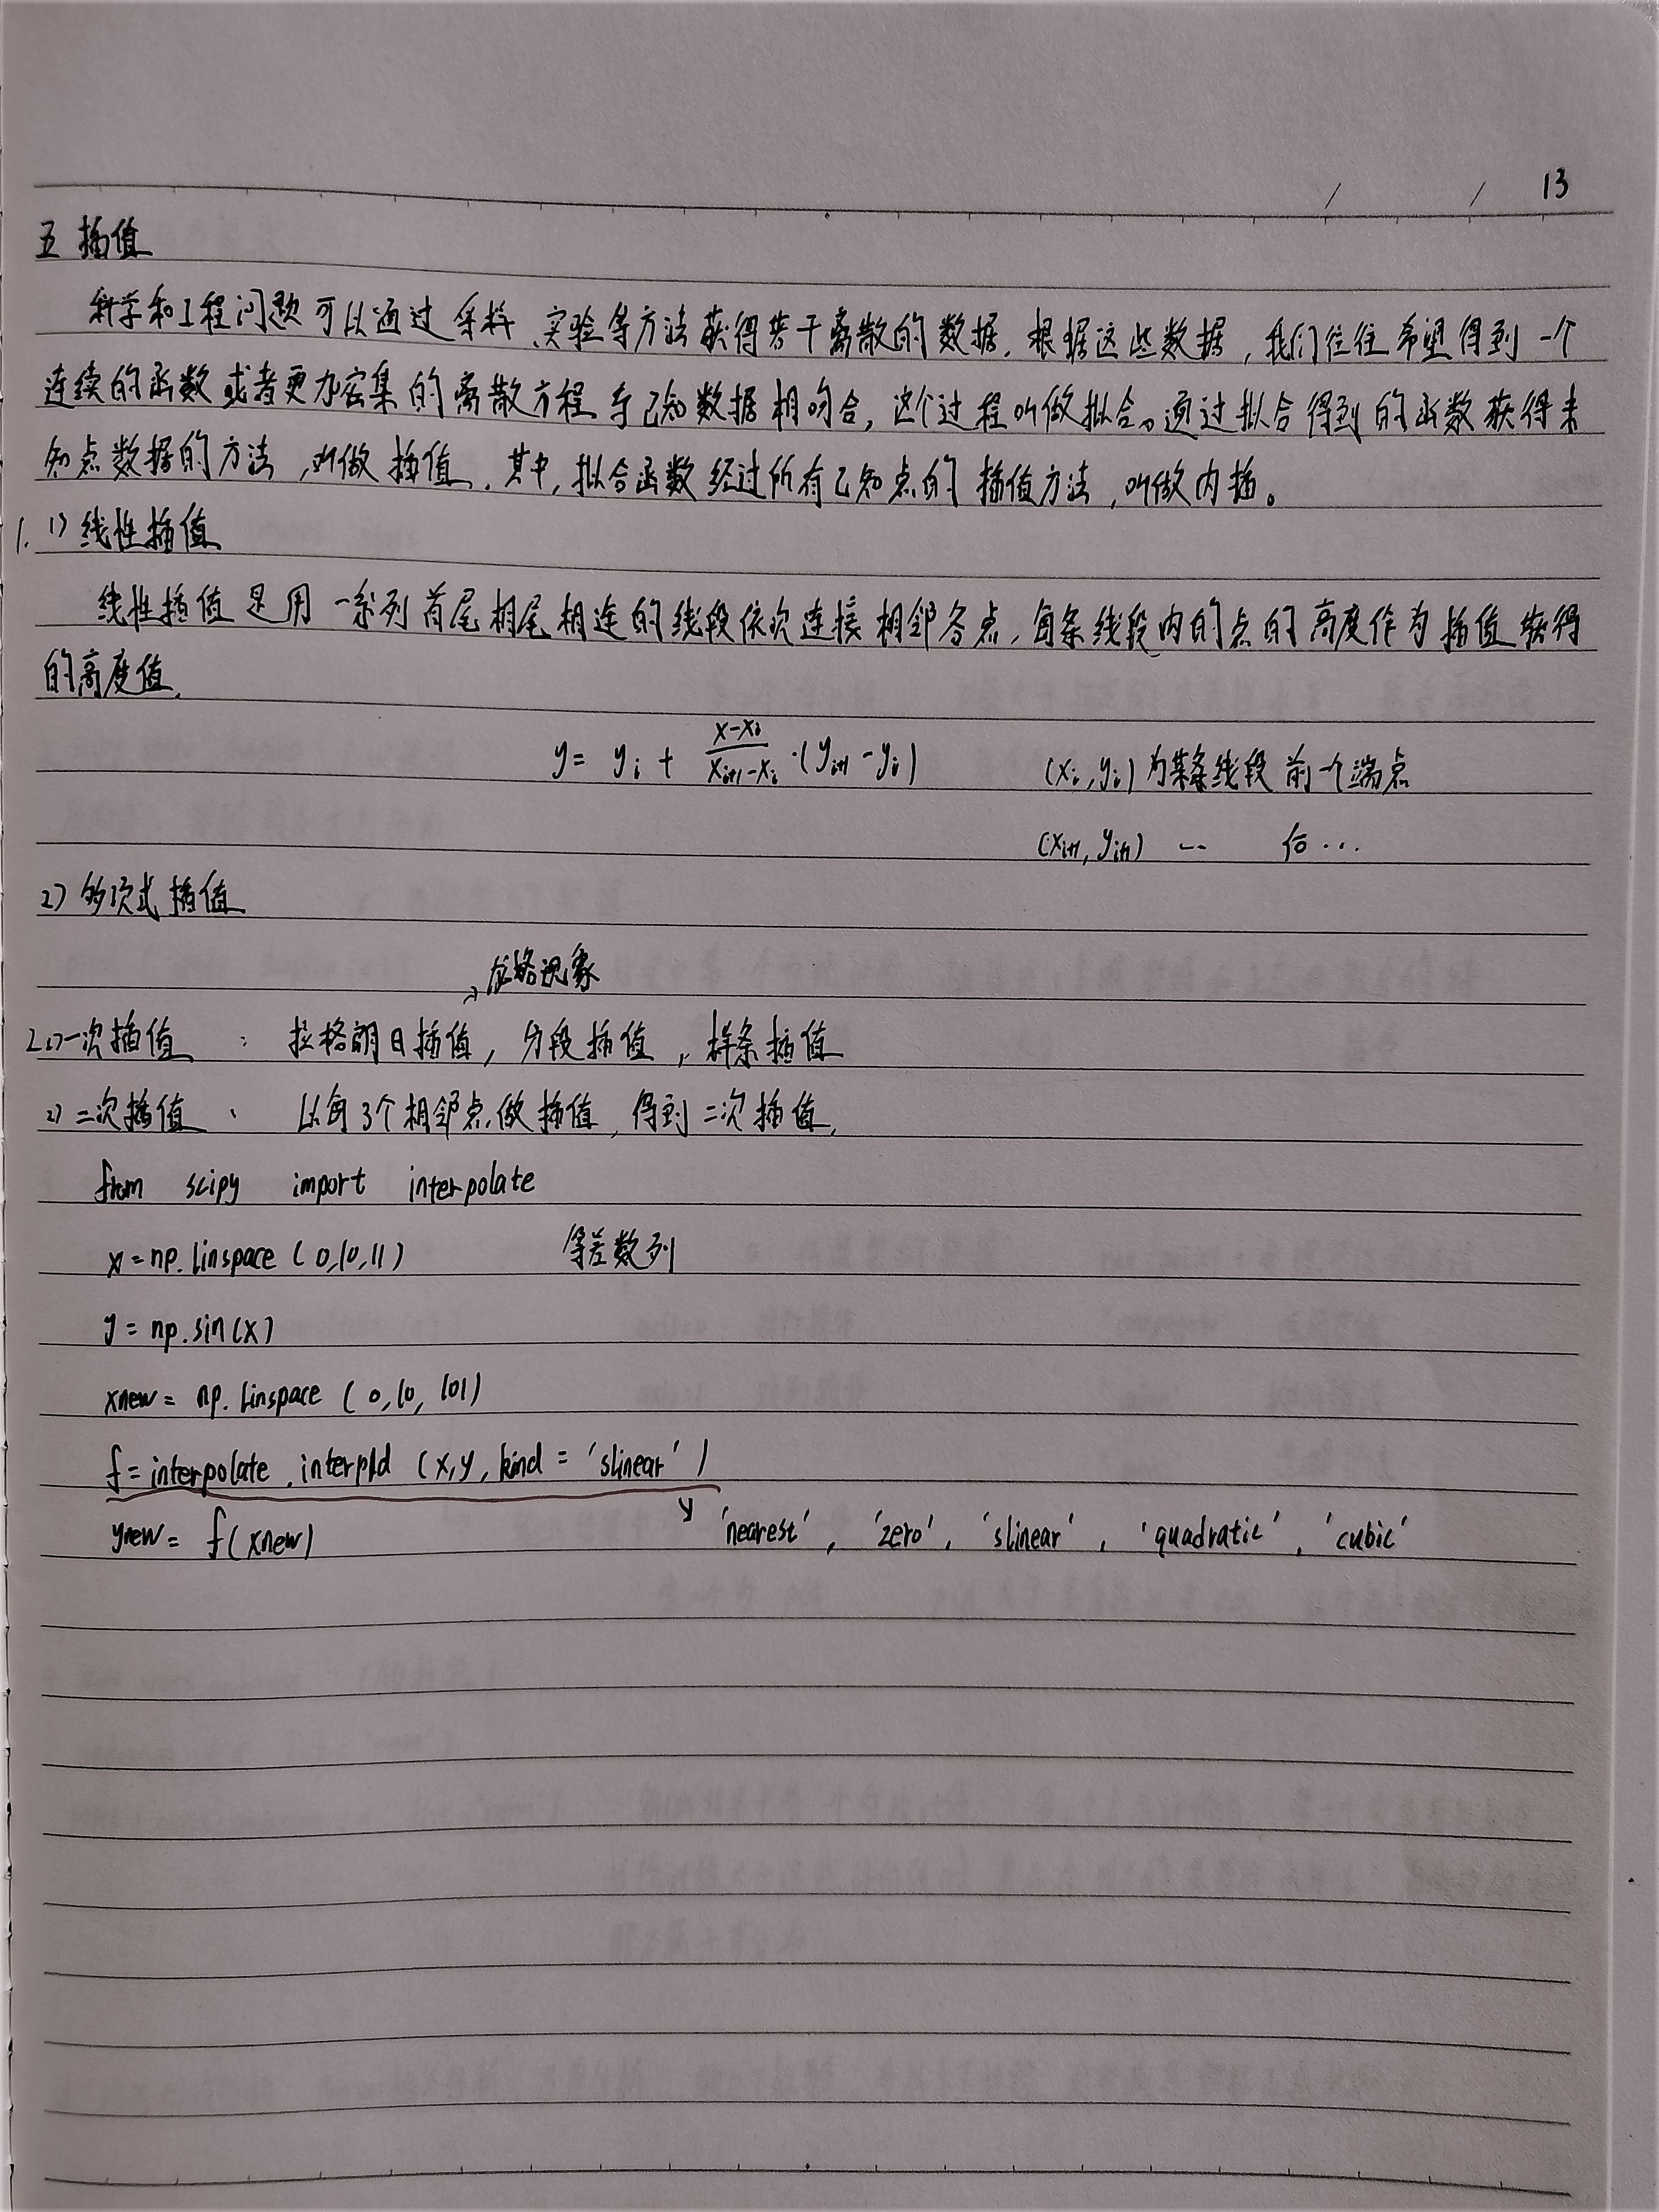 13
五 插值
科学和工程问题可以通过采样、实验等方法获得若干离散的数据.根据这些数据,我们往往希望得到一个
连续的函数或者更加密集的离散方程与已知数据相吻合,这个过程叫做拟合。通过拟合得到的函数获得未
知点数据的方法,叫做插值.其中,拟合函数经过所有已知点的插值方法,叫做内插。
1. 1) 线性插值
线性插值是用一系列首尾相尾相连的线段依次连接相邻各点,每条线段内的点的高度作为插值获得
的高度值.
y = y_i + \frac{x-x_i}{x_{i+1}-x_i}·(y_{i+1}-y_i) (x_i,y_i)为某条线段前一个端点
(x_{i+1},y_{i+1}) ... 后...
2) 多项式插值
→龙格现象
2.1)一次插值 : 拉格朗日插值,分段插值,样条插值
2) 二次插值 : 以每3个相邻点做插值,得到二次插值.
from scipy import interpolate
x=np.linspace(0,10,11) 等差数列
y=np.sin(x)
xnew=np.linspace(0,10,101)
f=interpolate.interp1d(x,y,kind='slinear')
ynew=f(xnew) 'nearest', 'zero', 'slinear', 'quadratic', 'cubic'